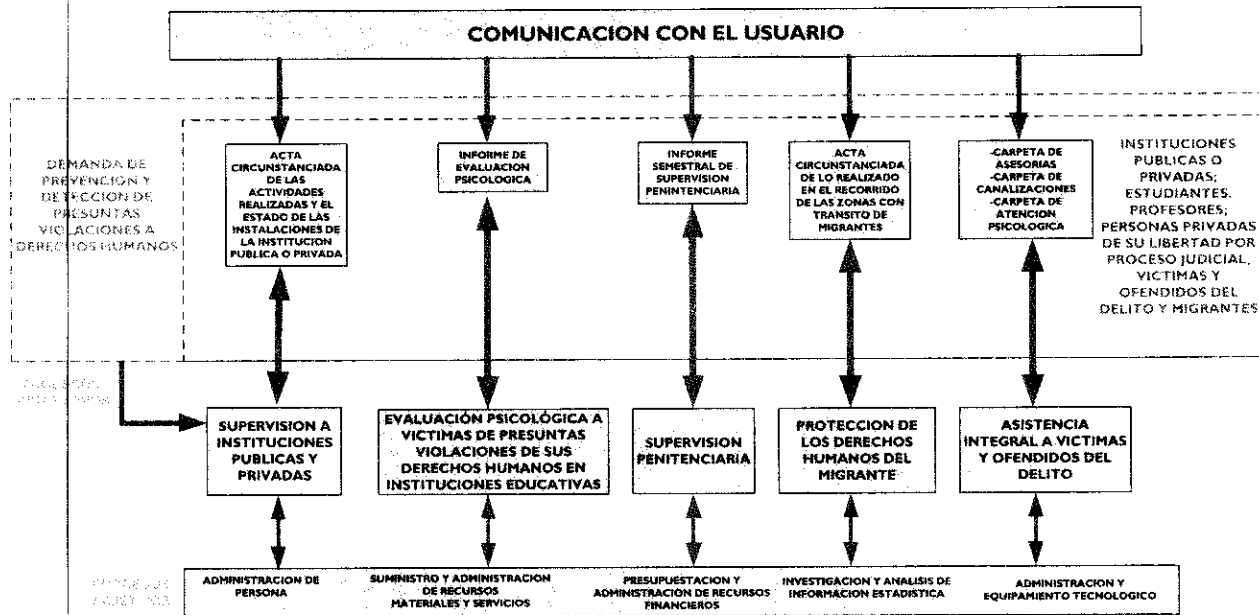 COMUNICACION CON EL USUARIO
DEMANDA DE
PREVENCION Y
DETECCION DE
PRESUNTAS
VIOLACIONES A
DERECHOS HUMANOS
ACTA
CIRCUNSTANCIADA
DE LAS
ACTIVIDADES
REALIZADAS Y EL
ESTADO DE LAS
INSTALACIONES DE
LA INSTITUCION
PUBLICA O PRIVADA
INFORME DE
EVALUACION
PSICOLOGICA
INFORME
SEMESTRAL DE
SUPERVISION
PENINTENCIARIA
ACTA
CIRCUNSTANCIADA
DE LO REALIZADO
EN EL RECORRIDO
DE LAS ZONAS CON
TRANSITO DE
MIGRANTES
-CARPETA DE
ASESORIAS
-CARPETA DE
CANALIZACIONES
-CARPETA DE
ATENCION
PSICOLOGICA
INSTITUCIONES
PUBLICAS O
PRIVADAS;
ESTUDIANTES.
PROFESORES;
PERSONAS PRIVADAS
DE SU LIBERTAD POR
PROCESO JUDICIAL,
VICTIMAS Y
OFENDIDOS DEL
DELITO Y MIGRANTES
SUPERVISION A
INSTITUCIONES
PUBLICAS Y
PRIVADAS
EVALUACIÓN PSICOLÓGICA A
VICTIMAS DE PRESUNTAS
VIOLACIONES DE SUS
DERECHOS HUMANOS EN
INSTITUCIONES EDUCATIVAS
SUPERVISION
PENITENCIARIA
PROTECCION DE
LOS DERECHOS
HUMANOS DEL
MIGRANTE
ASISTENCIA
INTEGRAL A VICTIMAS
Y OFENDIDOS DEL
DELITO
ADMINISTRACION DE
PERSONA
SUMINISTRO Y ADMINISTRACION
DE RECURSOS
MATERIALES Y SERVICIOS
PRESUPUESTACION Y
ADMINISTRACION DE RECURSOS
FINANCIEROS
INVESTIGACION Y ANALISIS DE
INFORMACION ESTADISTICA
ADMINISTRACION Y
EQUIPAMIENTO TECNOLOGICO